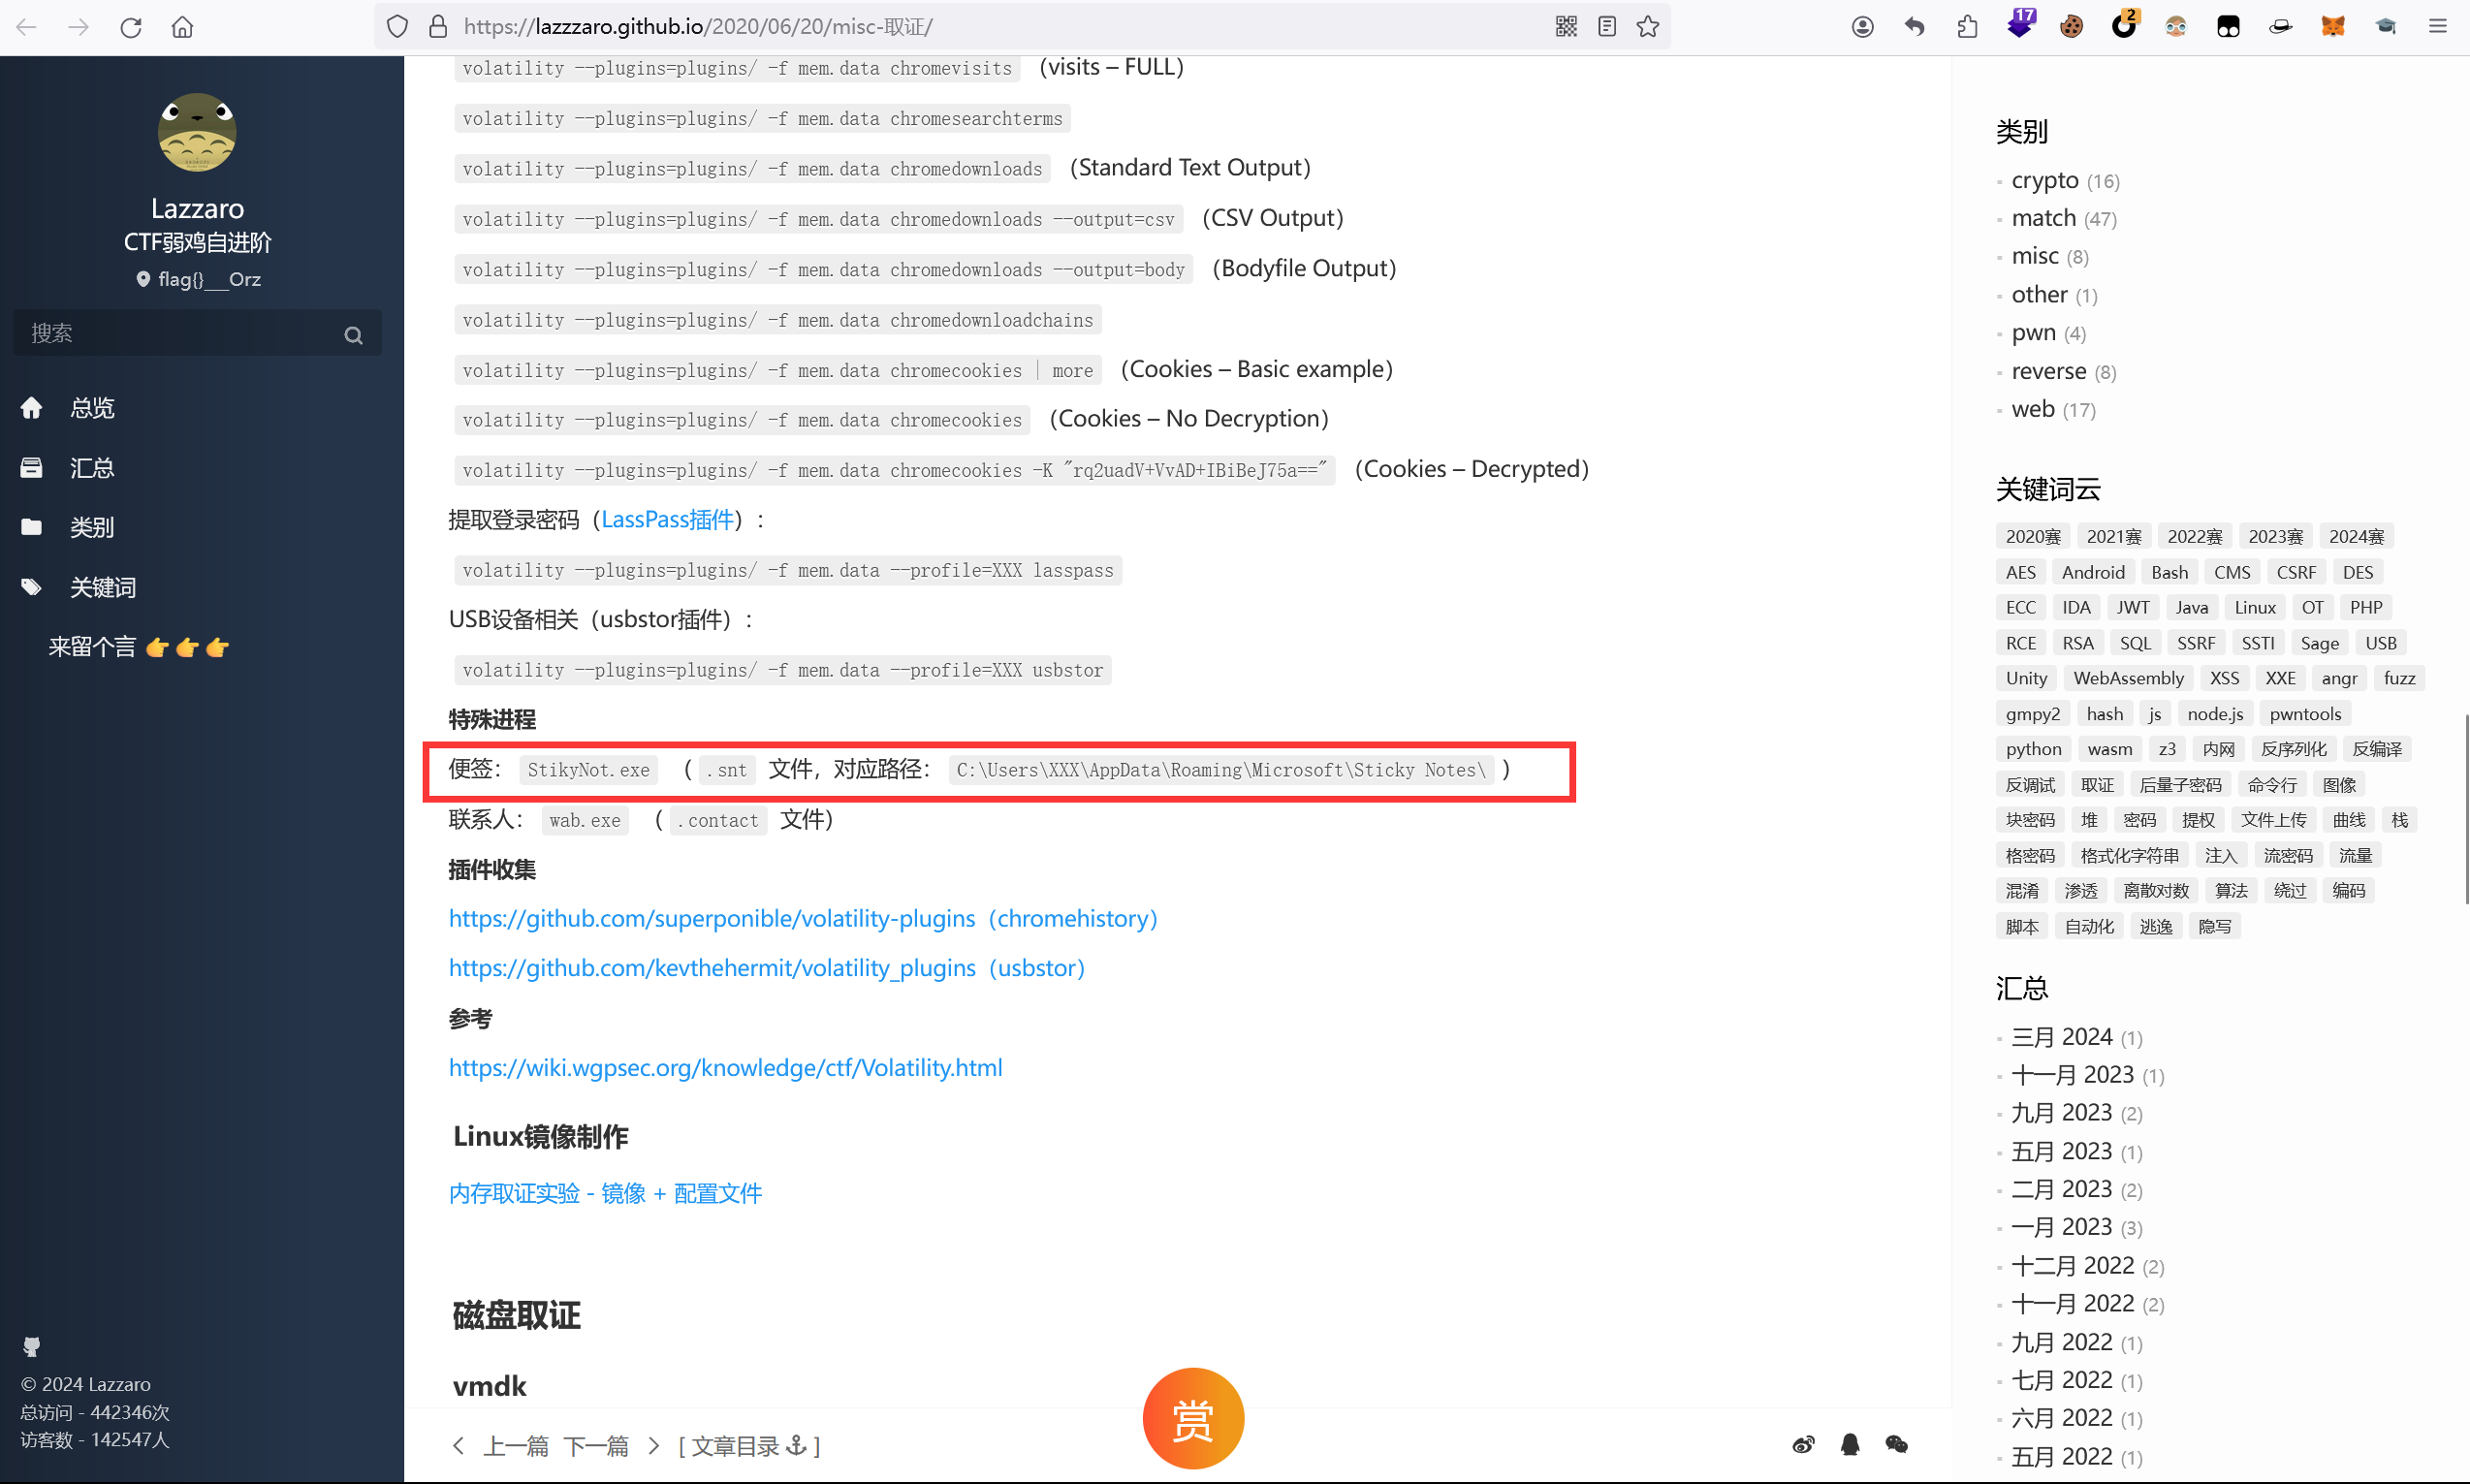 https://lazzzaro.github.io/2020/06/20/misc-取证/
17
2
Lazzaro
CTF弱鸡自进阶
flag{}___Orz
搜索
总览
汇总
类别
关键词
来留个言 👉👉👉
© 2024 Lazzaro
总访问 - 442346次
访客数 - 142547人
volatility --plugins=plugins/ -f mem.data chromevisits （visits – FULL）
volatility --plugins=plugins/ -f mem.data chromesearchterms
volatility --plugins=plugins/ -f mem.data chromedownloads （Standard Text Output）
volatility --plugins=plugins/ -f mem.data chromedownloads --output=csv （CSV Output）
volatility --plugins=plugins/ -f mem.data chromedownloads --output=body （Bodyfile Output）
volatility --plugins=plugins/ -f mem.data chromedownloadchains
volatility --plugins=plugins/ -f mem.data chromecookies | more （Cookies – Basic example）
volatility --plugins=plugins/ -f mem.data chromecookies （Cookies – No Decryption）
volatility --plugins=plugins/ -f mem.data chromecookies -K "rq2uadV+VvAD+IBiBeJ75a==" （Cookies – Decrypted）
提取登录密码（LassPass插件）：
volatility --plugins=plugins/ -f mem.data --profile=XXX lasspass
USB设备相关（usbstor插件）：
volatility --plugins=plugins/ -f mem.data --profile=XXX usbstor
特殊进程
便签： StikyNot.exe （ .snt 文件，对应路径： C:\Users\XXX\AppData\Roaming\Microsoft\Sticky Notes\ ）
联系人： wab.exe （ .contact 文件）
插件收集
https://github.com/superponible/volatility-plugins（chromehistory）
https://github.com/kevthehermit/volatility_plugins（usbstor）
参考
https://wiki.wgpsec.org/knowledge/ctf/Volatility.html
Linux镜像制作
内存取证实验 - 镜像 + 配置文件
磁盘取证
vmdk
上一篇 下一篇 [ 文章目录 ]
赏
类别
crypto (16)
match (47)
misc (8)
other (1)
pwn (4)
reverse (8)
web (17)
关键词云
2020赛 2021赛 2022赛 2023赛 2024赛
AES Android Bash CMS CSRF DES
ECC IDA JWT Java Linux OT PHP
RCE RSA SQL SSRF SSTI Sage USB
Unity WebAssembly XSS XXE angr fuzz
gmpy2 hash js node.js pwntools
python wasm z3 内网 反序列化 反编译
反调试 取证 后量子密码 命令行 图像
块密码 堆 密码 提权 文件上传 曲线 栈
格密码 格式化字符串 注入 流密码 流量
混淆 渗透 离散对数 算法 绕过 编码
脚本 自动化 逃逸 隐写
汇总
三月 2024 (1)
十一月 2023 (1)
九月 2023 (2)
五月 2023 (1)
二月 2023 (2)
一月 2023 (3)
十二月 2022 (2)
十一月 2022 (2)
九月 2022 (1)
七月 2022 (1)
六月 2022 (1)
五月 2022 (1)